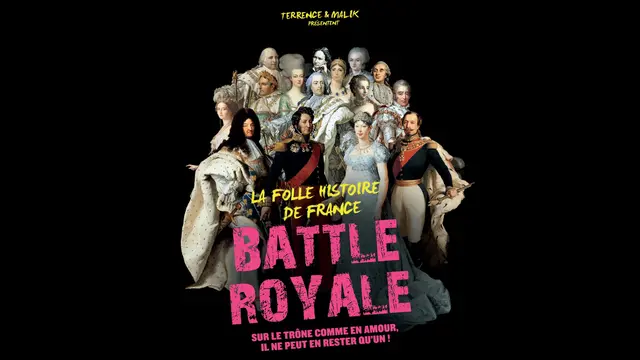 TERRENCE & MALIK
PRÉSENTENT
LA FOLLE HISTOIRE
DE FRANCE
BATTLE
ROYALE
SUR LE TRÔNE COMME EN AMOUR,
IL NE PEUT EN RESTER QU'UN !